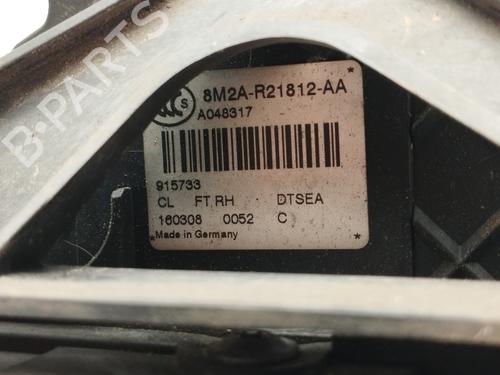 B-PARTS
S
8M2A-R21812-AA
A048317
915733
CL FT RH DTSEA
160308 0052 C
* Made in Germany *